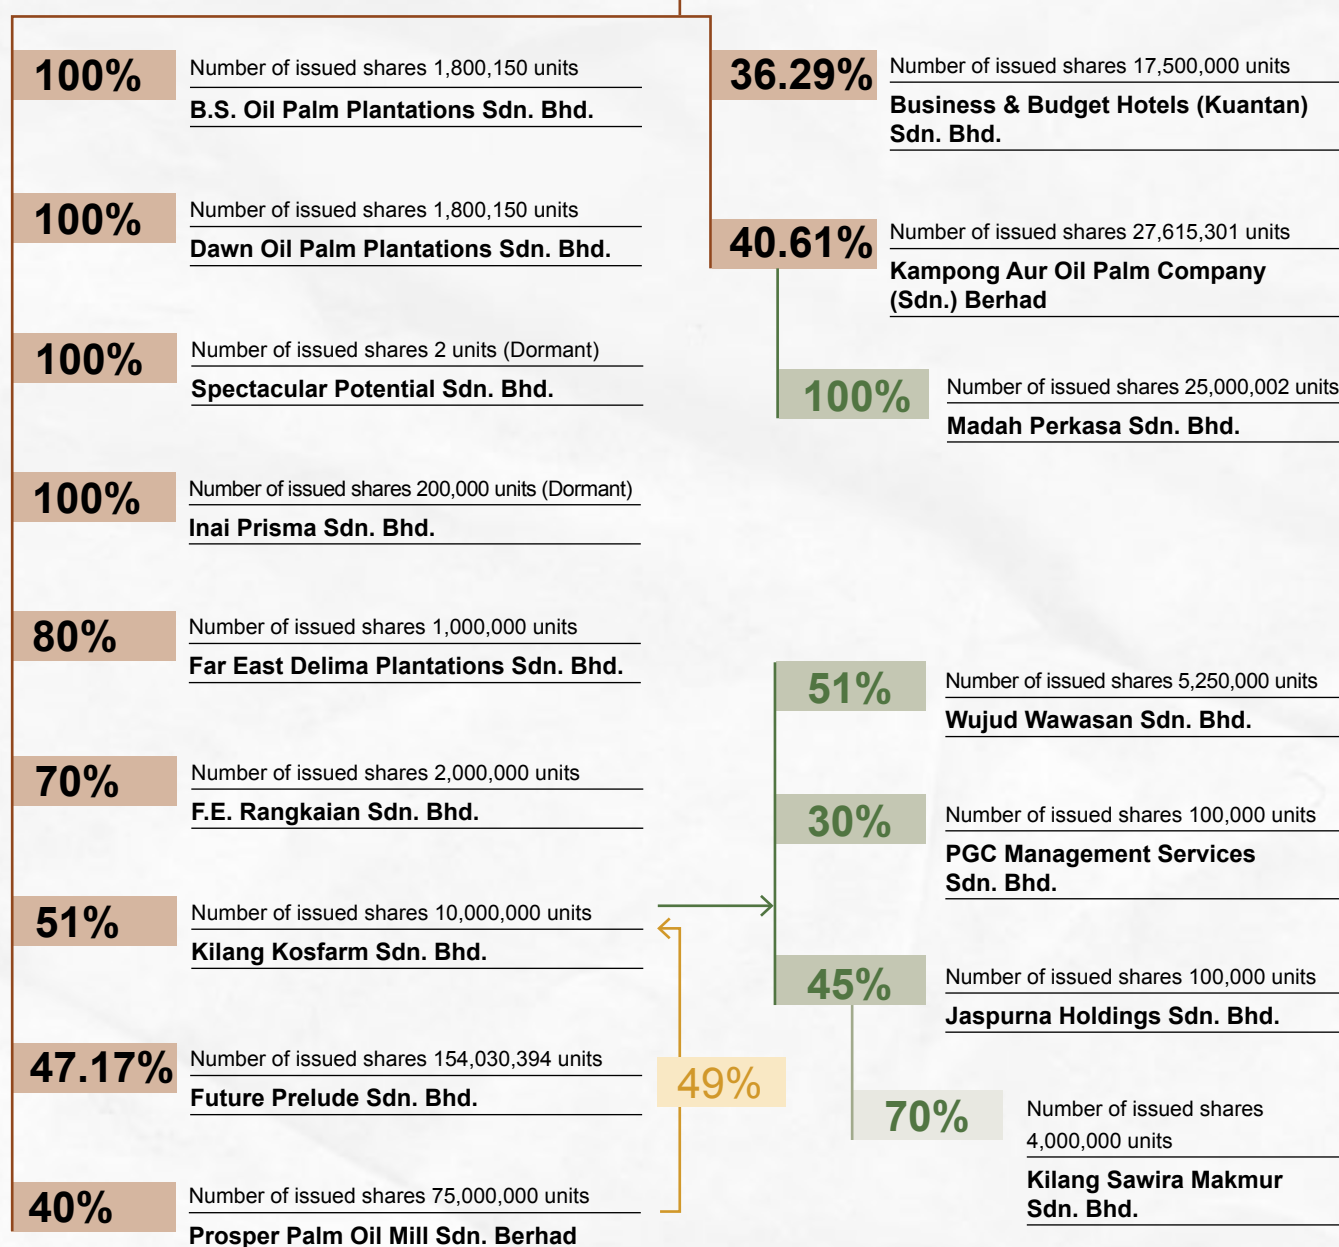 100%
Number of issued shares 1,800,150 units
B.S. Oil Palm Plantations Sdn. Bhd.
100%
Number of issued shares 1,800,150 units
Dawn Oil Palm Plantations Sdn. Bhd.
100%
Number of issued shares 2 units (Dormant)
Spectacular Potential Sdn. Bhd.
100%
Number of issued shares 200,000 units (Dormant)
Inai Prisma Sdn. Bhd.
80%
Number of issued shares 1,000,000 units
Far East Delima Plantations Sdn. Bhd.
70%
Number of issued shares 2,000,000 units
F.E. Rangkaian Sdn. Bhd.
51%
Number of issued shares 10,000,000 units
Kilang Kosfarm Sdn. Bhd.
47.17%
Number of issued shares 154,030,394 units
Future Prelude Sdn. Bhd.
40%
Number of issued shares 75,000,000 units
Prosper Palm Oil Mill Sdn. Berhad
49%
36.29%
Number of issued shares 17,500,000 units
Business & Budget Hotels (Kuantan)
Sdn. Bhd.
40.61%
Number of issued shares 27,615,301 units
Kampong Aur Oil Palm Company
(Sdn.) Berhad
100%
Number of issued shares 25,000,002 units
Madah Perkasa Sdn. Bhd.
51%
Number of issued shares 5,250,000 units
Wujud Wawasan Sdn. Bhd.
30%
Number of issued shares 100,000 units
PGC Management Services
Sdn. Bhd.
45%
Number of issued shares 100,000 units
Jaspurna Holdings Sdn. Bhd.
70%
Number of issued shares
4,000,000 units
Kilang Sawira Makmur
Sdn. Bhd.